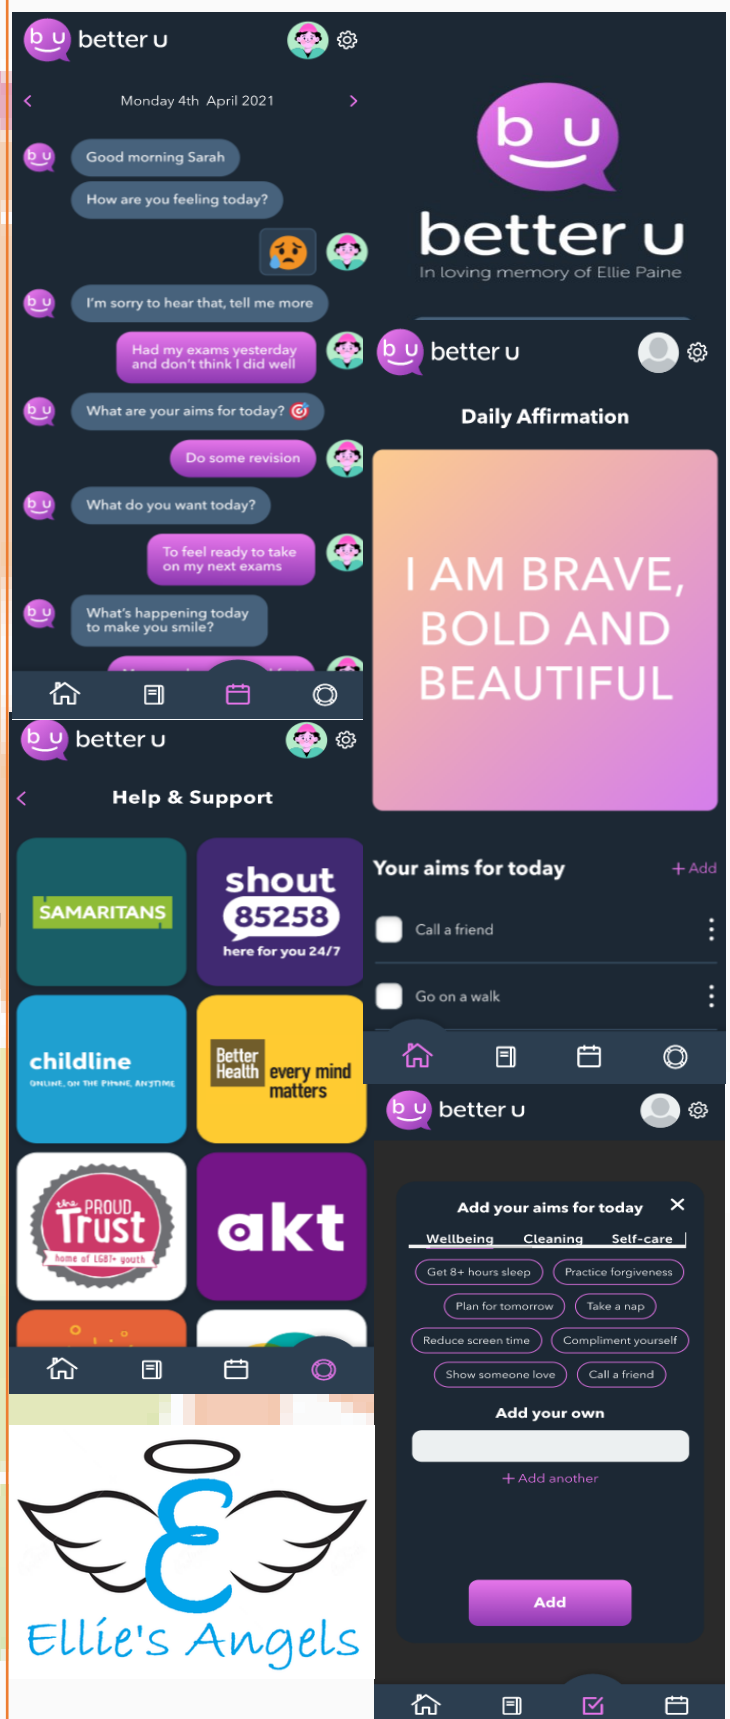 b u better u
Monday 4th April 2021
b u
Good morning Sarah
How are you feeling today?
b u
I'm sorry to hear that, tell me more
Had my exams yesterday
and don't think I did well
b u
What are your aims for today?
Do some revision
b u
What do you want today?
To feel ready to take
on my next exams
b u
What's happening today
to make you smile?
b u
better u
In loving memory of Ellie Paine
b u better u
Daily Affirmation
I AM BRAVE,
BOLD AND
BEAUTIFUL
Your aims for today
+ Add
Call a friend
Go on a walk
b u better u
Help & Support
SAMARITANS
shout
85258
here for you 24/7
childline
ONLINE, ON THE PHONE, ANYTIME
Better
Health
every mind
matters
the PROUD
Trust
home of LGBT+ youth
akt
b u better u
Add your aims for today
Wellbeing Cleaning Self-care
Get 8+ hours sleep Practice forgiveness
Plan for tomorrow Take a nap
Reduce screen time Compliment yourself
Show someone love Call a friend
Add your own
+ Add another
Add
E
Ellie's Angels